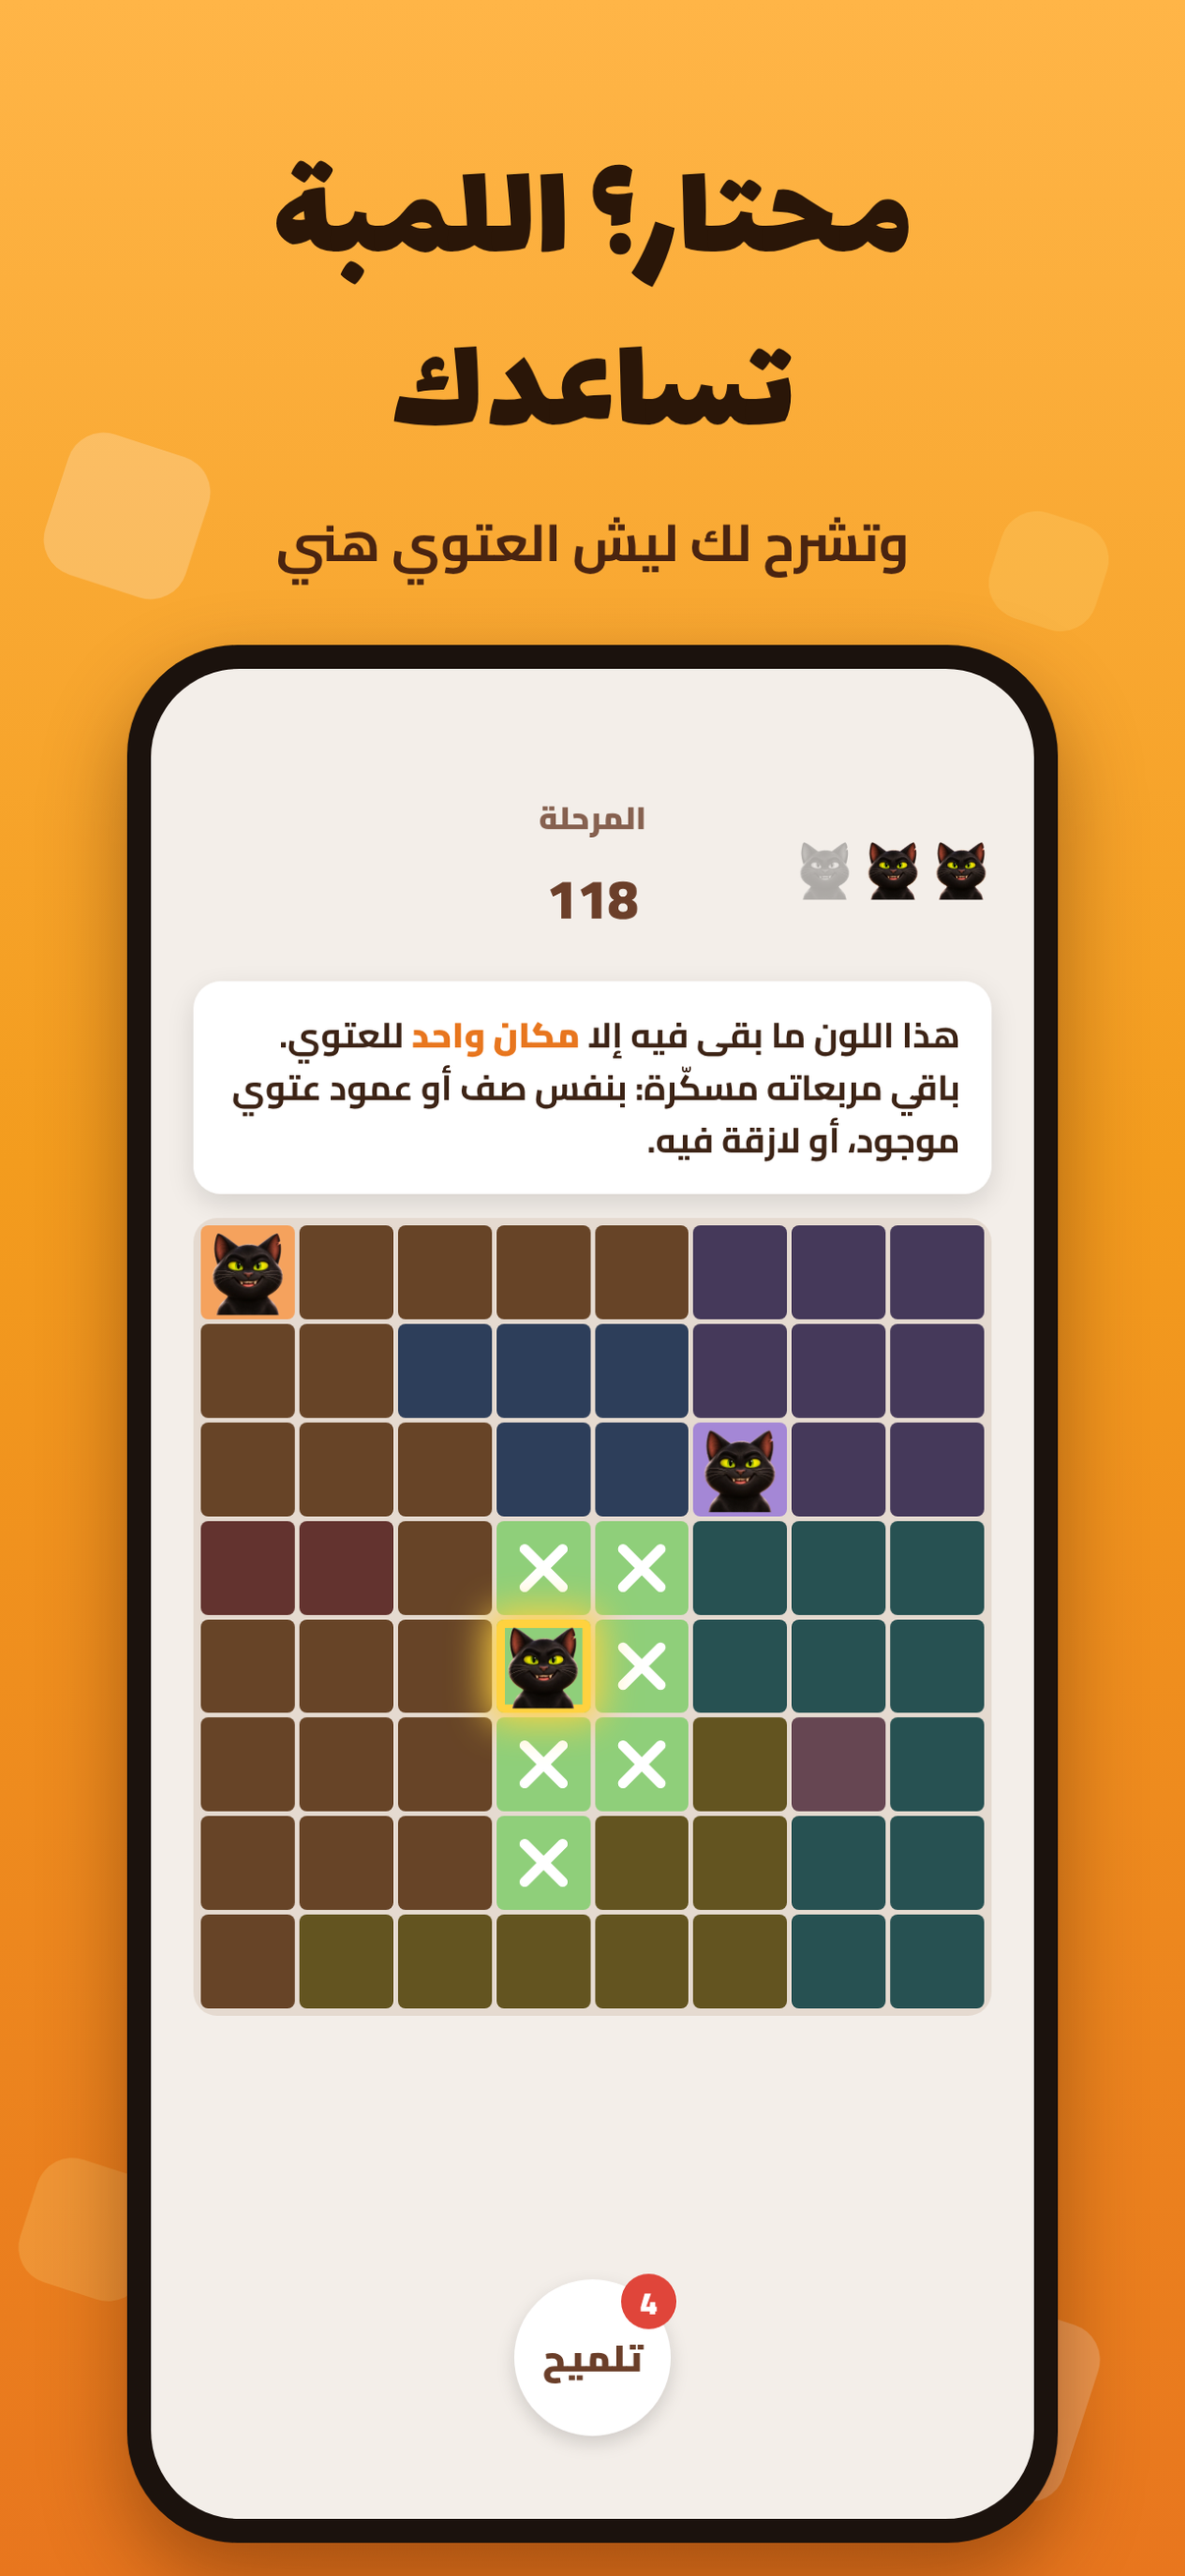 محتار؟ اللمبة
تساعدك
وتشرح لك ليش العتوي هني
المرحلة
118
هذا اللون ما بقى فيه إلا مكان واحد للعتوي.
باقي مربعاته مسكّرة: بنفس صف أو عمود عتوي
موجود، أو لازقة فيه.
4
تلميح